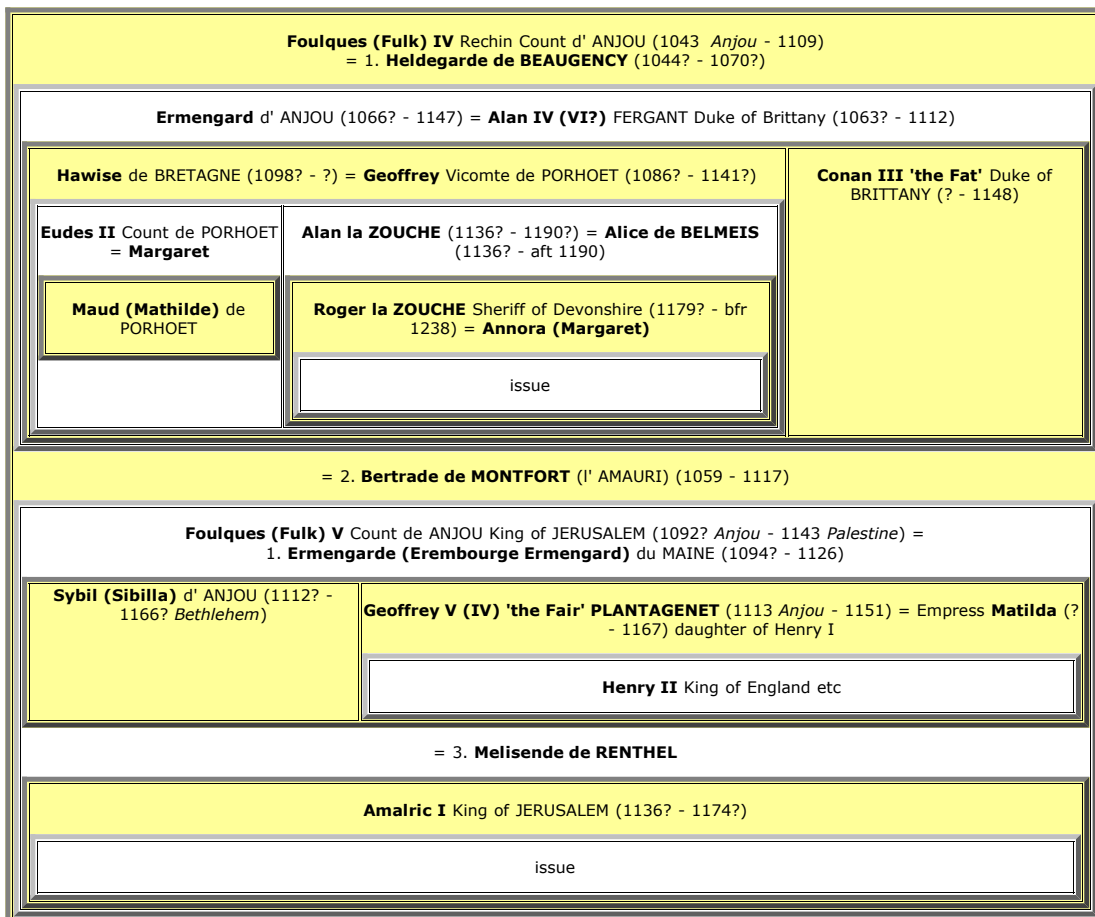 Foulques (Fulk) IV Rechin Count d' ANJOU (1043 Anjou - 1109)
= 1. Heldegarde de BEAUGENCY (1044? - 1070?)
Ermengard d' ANJOU (1066? - 1147) = Alan IV (VI?) FERGANT Duke of Brittany (1063? - 1112)
Hawise de BRETAGNE (1098? - ?) = Geoffrey Vicomte de PORHOET (1086? - 1141?)
Eudes II Count de PORHOET
= Margaret
Maud (Mathilde) de
PORHOET
Alan la ZOUCHE (1136? - 1190?) = Alice de BELMEIS
(1136? - aft 1190)
Roger la ZOUCHE Sheriff of Devonshire (1179? - bfr
1238) = Annora (Margaret)
issue
Conan III 'the Fat' Duke of
BRITTANY (? - 1148)
= 2. Bertrade de MONTFORT (l' AMAURI) (1059 - 1117)
Foulques (Fulk) V Count de ANJOU King of JERUSALEM (1092? Anjou - 1143 Palestine) =
1. Ermengarde (Erembourge Ermengard) du MAINE (1094? - 1126)
Sybil (Sibilla) d' ANJOU (1112? -
1166? Bethlehem)
Geoffrey V (IV) 'the Fair' PLANTAGENET (1113 Anjou - 1151) = Empress Matilda (?
- 1167) daughter of Henry I
Henry II King of England etc
= 3. Melisende de RENTHEL
Amalric I King of JERUSALEM (1136? - 1174?)
issue